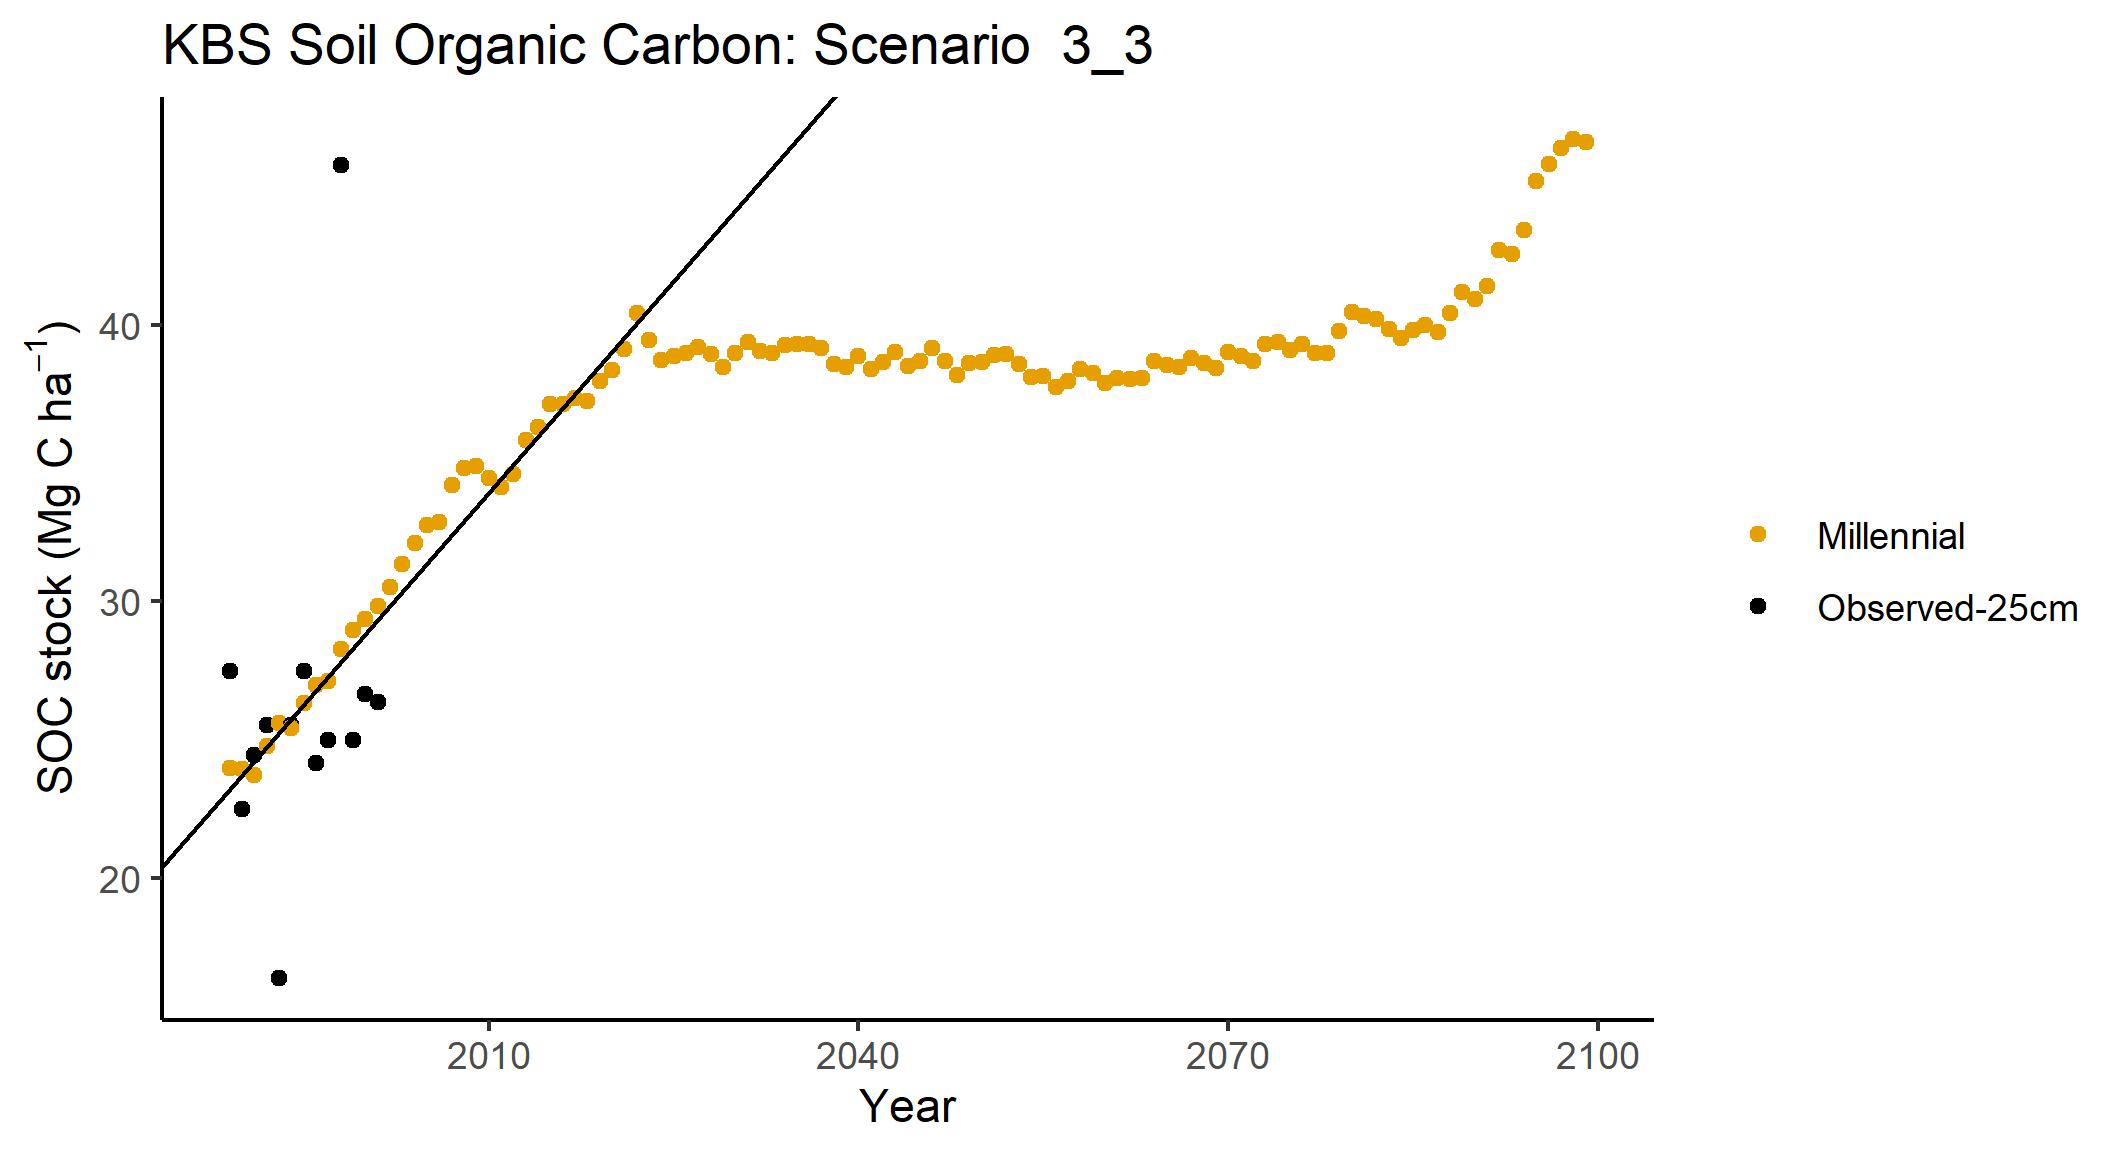 KBS Soil Organic Carbon: Scenario  3_3
SOC stock (Mg C ha⁻¹)
40
30
20
2010
2040
2070
2100
Year
Millennial
Observed-25cm